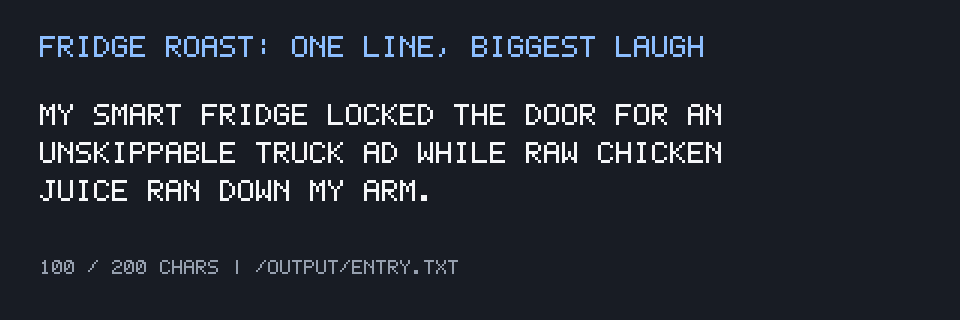 FRIDGE ROAST: ONE LINE, BIGGEST LAUGH
MY SMART FRIDGE LOCKED THE DOOR FOR AN
UNSKIPPABLE TRUCK AD WHILE RAW CHICKEN
JUICE RAN DOWN MY ARM.
100 / 200 CHARS | /OUTPUT/ENTRY.TXT